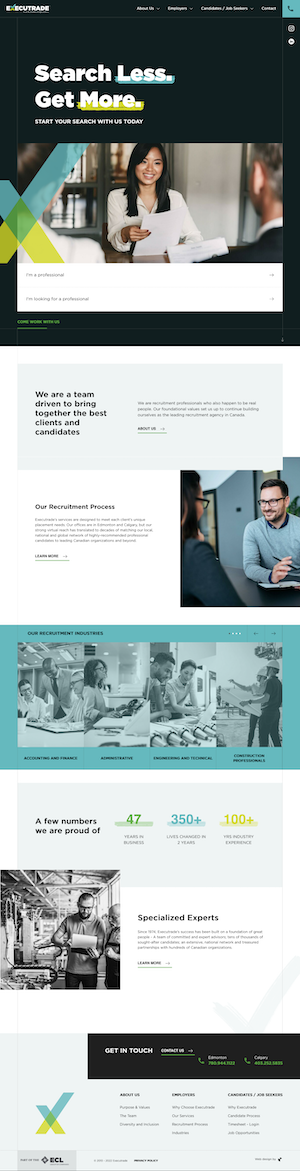 EXECUTRADE
About Us
Employers
Candidates / Job Seekers
Contact
Search Less.
Get More.
START YOUR SEARCH WITH US TODAY
I'm a professional
I'm looking for a professional
COME WORK WITH US
We are a team
driven to bring
together the best
clients and
candidates
We are recruitment professionals who also happen to be real
people. Our foundational values set us up to continue building
ourselves as the leading recruitment agency in Canada.
ABOUT US
Our Recruitment Process
Executrade's services are designed to meet each client's unique
placement needs. Our offices are in Edmonton and Calgary, but our
strong virtual reach has translated to decades of matching our local,
national and global network of highly-recommended professional
candidates to leading Canadian organizations and beyond.
LEARN MORE
OUR RECRUITMENT INDUSTRIES
ACCOUNTING AND FINANCE
ADMINISTRATIVE
ENGINEERING AND TECHNICAL
CONSTRUCTION
PROFESSIONALS
A few numbers
we are proud of
47
YEARS IN
BUSINESS
350+
LIVES CHANGED IN
2 YEARS
100+
YRS INDUSTRY
EXPERIENCE
Specialized Experts
Since 1974, Executrade's success has been built on a foundation of great
people - A team of committed and expert advisors, tens of thousands of
sought-after candidates, an extensive, national network and treasured
partnerships with hundreds of Canadian organizations.
LEARN MORE
GET IN TOUCH
CONTACT US
Edmonton
780.944.1122
Calgary
403.252.5835
ABOUT US
Purpose & Values
The Team
Diversity and Inclusion
EMPLOYERS
Why Choose Executrade
Our Services
Recruitment Process
Industries
CANDIDATES / JOB SEEKERS
Why Executrade
Candidate Process
Timesheet - Login
Job Opportunities
PART OF THE
ECL
PRIVACY POLICY
Web design by